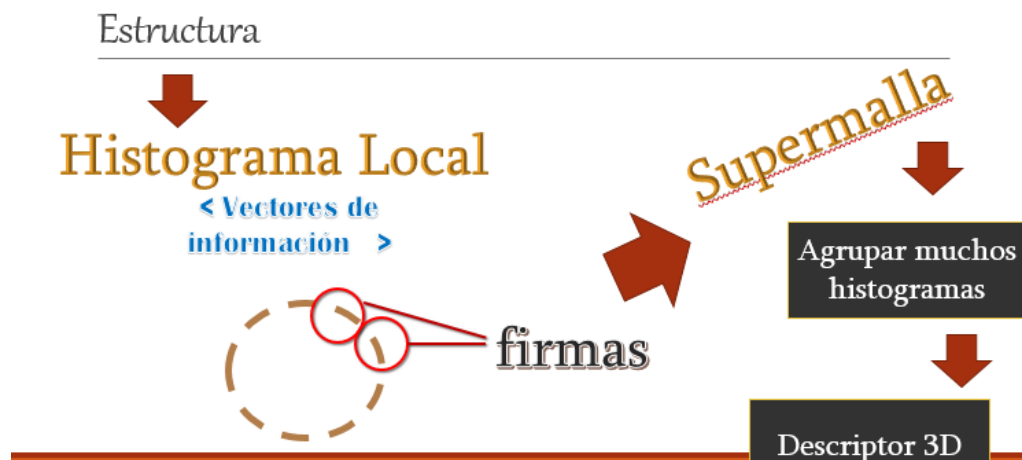 Estructura
Histograma Local
< Vectores de
información >
firmas
Supermalla
Agrupar muchos
histogramas
Descriptor 3D